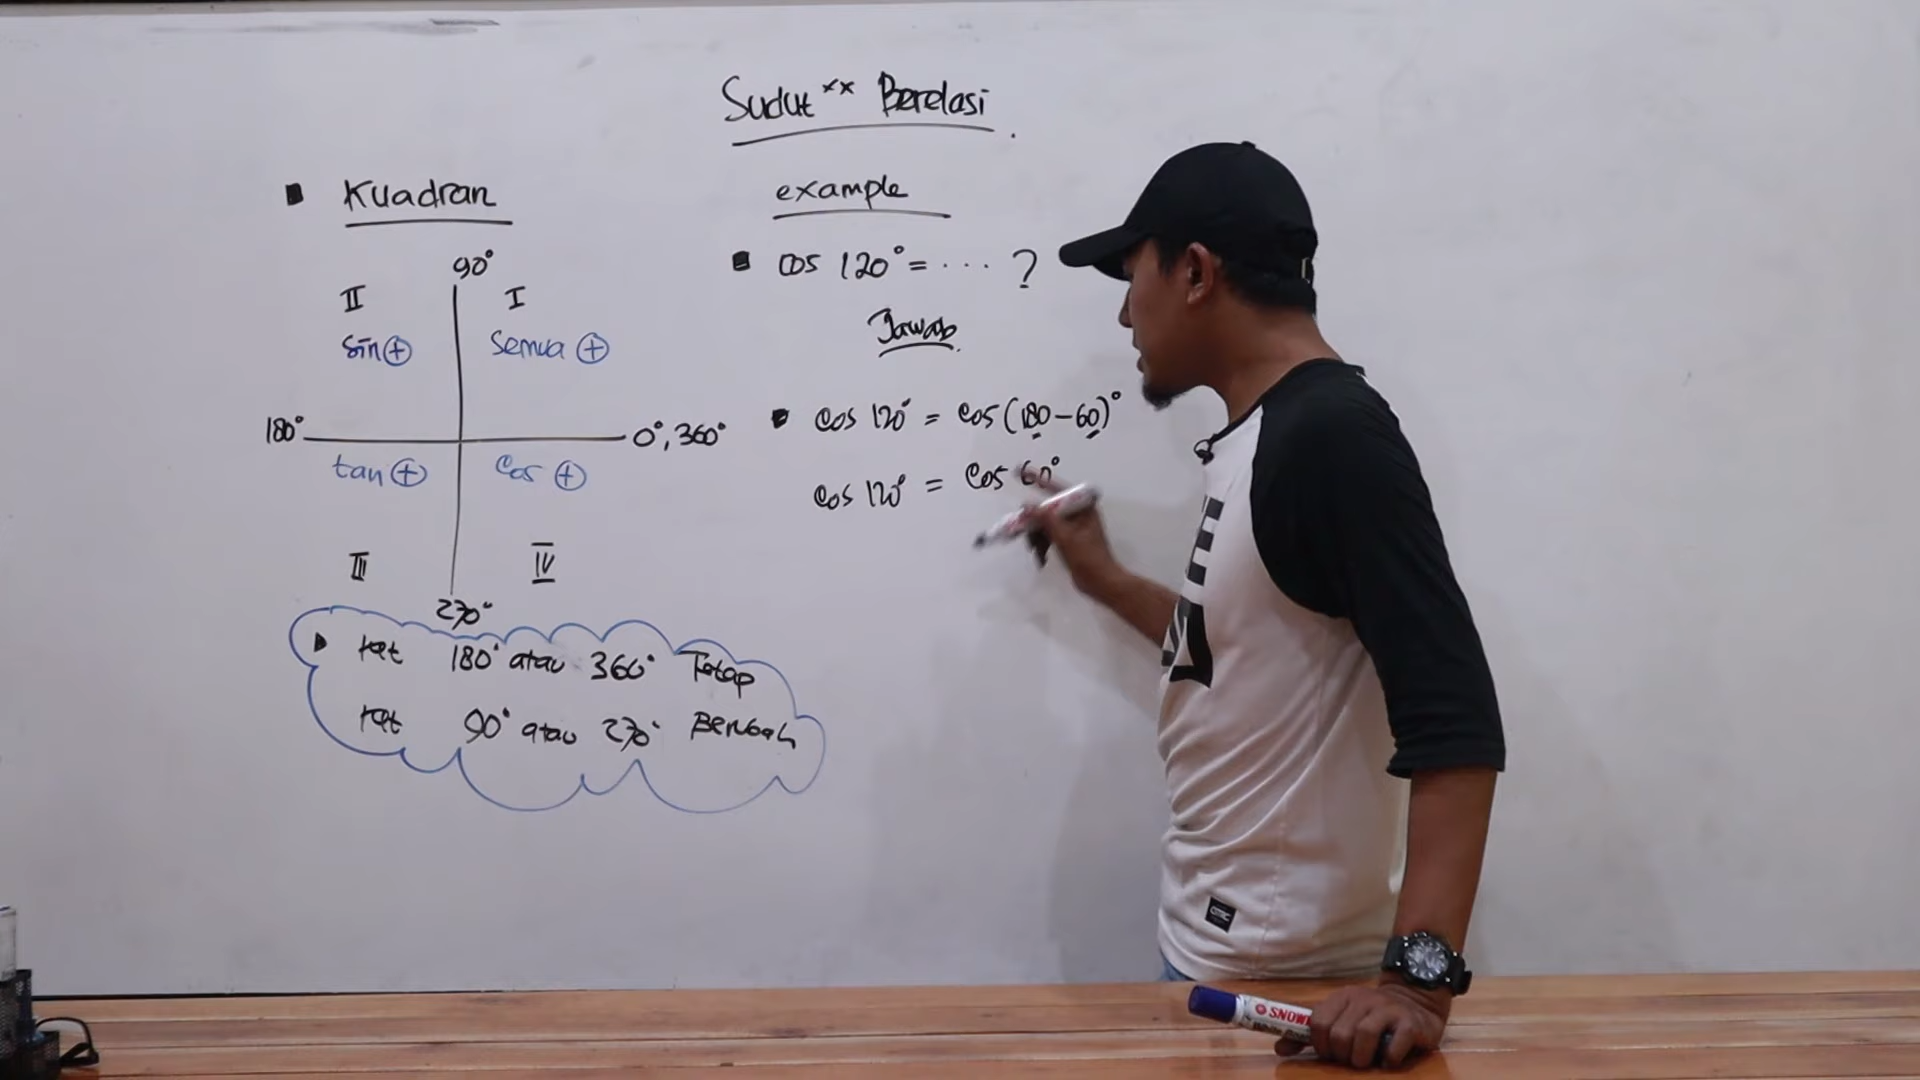 Sudut ** Berelasi
Kuadran
90°
II
I
sin +
Semua +
180°
0°, 360°
tan +
Cos +
III
IV
270°
ket 180° atau 360° Tetap
ket 90° atau 270° Berubah
example
cos 120° = ... ?
Jawab
cos 120° = cos (180 - 60)°
cos 120° = cos 60°
SNOW